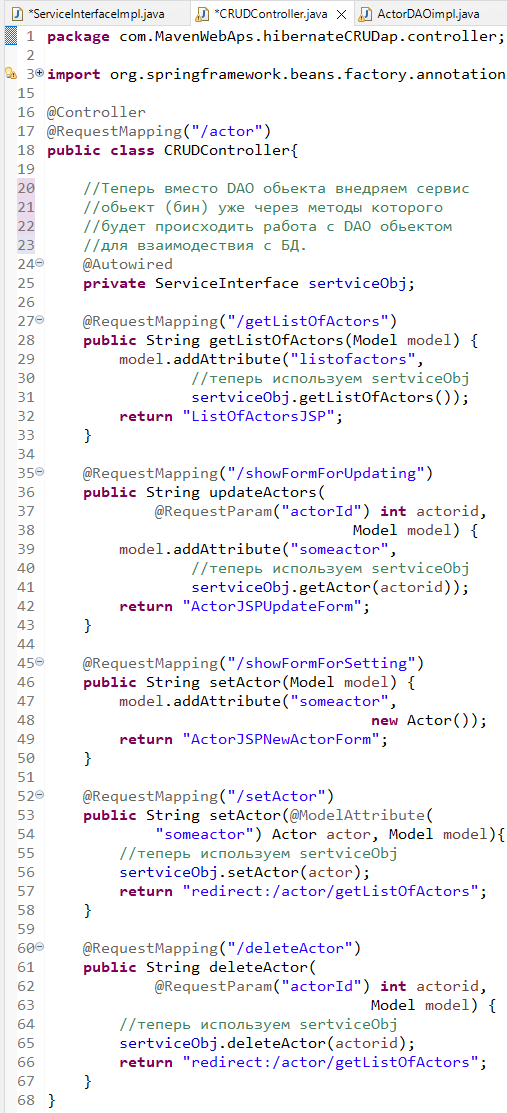 *ServiceInterfaceImpl.java *CRUDController.java ActorDAOimpl.java
1 package com.MavenWebAps.hibernateCRUDap.controller;
2
3 import org.springframework.beans.factory.annotation
15
16 @Controller
17 @RequestMapping("/actor")
18 public class CRUDController{
19
20 //Теперь вместо DAO обьекта внедряем сервис
21 //обьект (бин) уже через методы которого
22 //будет происходить работа с DAO обьектом
23 //для взаимодествия с БД.
24 @Autowired
25 private ServiceInterface sertviceObj;
26
27 @RequestMapping("/getListOfActors")
28 public String getListOfActors(Model model) {
29 model.addAttribute("listofactors",
30 //теперь используем sertviceObj
31 sertviceObj.getListOfActors());
32 return "ListOfActorsJSP";
33 }
34
35 @RequestMapping("/showFormForUpdating")
36 public String updateActors(
37 @RequestParam("actorId") int actorid,
38 Model model) {
39 model.addAttribute("someactor",
40 //теперь используем sertviceObj
41 sertviceObj.getActor(actorid));
42 return "ActorJSPUpdateForm";
43 }
44
45 @RequestMapping("/showFormForSetting")
46 public String setActor(Model model) {
47 model.addAttribute("someactor",
48 new Actor());
49 return "ActorJSPNewActorForm";
50 }
51
52 @RequestMapping("/setActor")
53 public String setActor(@ModelAttribute(
54 "someactor") Actor actor, Model model){
55 //теперь используем sertviceObj
56 sertviceObj.setActor(actor);
57 return "redirect:/actor/getListOfActors";
58 }
59
60 @RequestMapping("/deleteActor")
61 public String deleteActor(
62 @RequestParam("actorId") int actorid,
63 Model model) {
64 //теперь используем sertviceObj
65 sertviceObj.deleteActor(actorid);
66 return "redirect:/actor/getListOfActors";
67 }
68 }